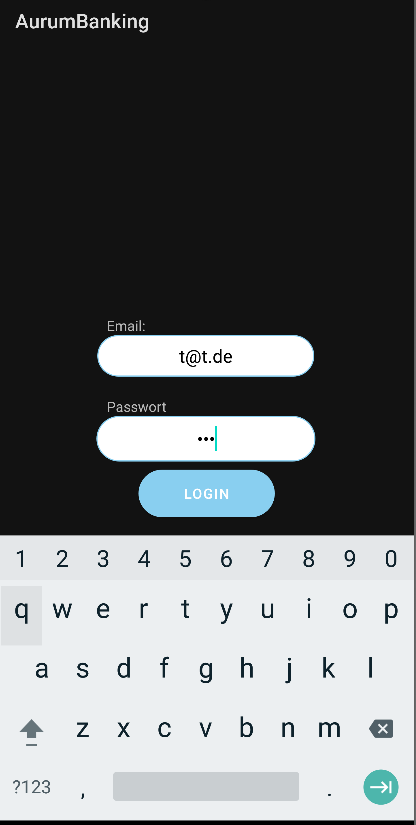 AurumBanking
Email:
t@t.de
Passwort
•••
LOGIN
1 2 3 4 5 6 7 8 9 0
q w e r t y u i o p
a s d f g h j k l
z x c v b n m
?123 , .